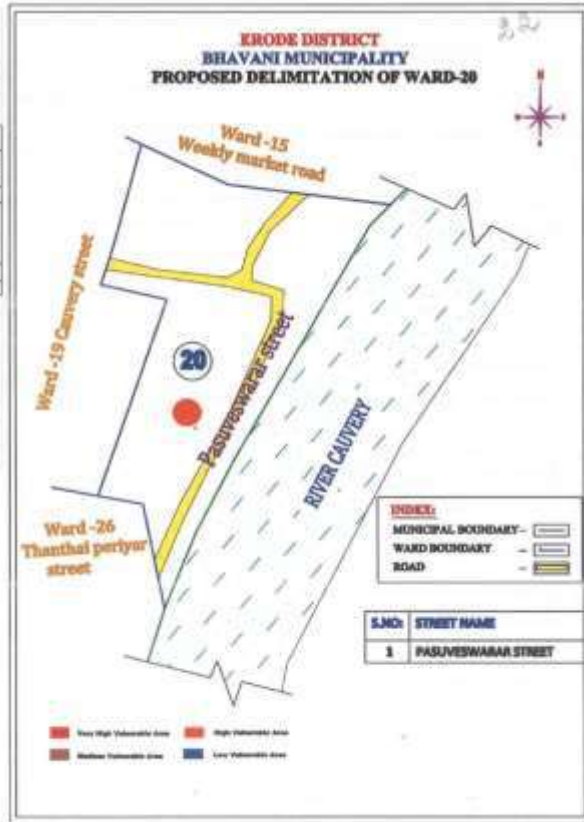 22
ERODE DISTRICT
BHAVANI MUNICIPALITY
PROPOSED DELIMITATION OF WARD-20
N
Ward -15
Weekly market road
Ward -19 Cauvery street
20
Pasuveswarar street
RIVER CAUVERY
Ward -26
Thanthai periyar
street
INDEX:
MUNICIPAL BOUNDARY –
WARD BOUNDARY –
ROAD –
S.NO: STREET NAME
1 PASUVESWARAR STREET
Very High Vulnerable Area High Vulnerable Area
Medium Vulnerable Area Low Vulnerable Area